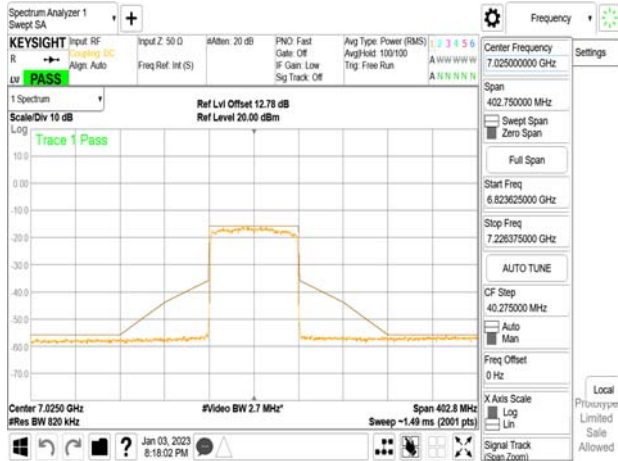 Spectrum Analyzer 1
Swept SA
+
Frequency
KEYSIGHT
Input: RF
Input Z: 50 Ω
#Atten: 20 dB
PNO: Fast
Avg Type: Power (RMS)
1 2 3 4 5 6
R
Coupling: DC
Gate: Off
Avg|Hold: 100/100
A W W W W W
Align: Auto
Freq Ref: Int (S)
IF Gain: Low
Trig: Free Run
Sig Track: Off
A N N N N N
LXI
PASS
Center Frequency
7.025000000 GHz
Settings
1 Spectrum
Ref Lvl Offset 12.78 dB
Scale/Div 10 dB
Ref Level 20.00 dBm
Log
Trace 1 Pass
10.0
0.00
-10.0
-20.0
-30.0
-40.0
-50.0
-60.0
-70.0
Span
402.750000 MHz
Swept Span
Zero Span
Full Span
Start Freq
6.823625000 GHz
Stop Freq
7.226375000 GHz
AUTO TUNE
CF Step
40.275000 MHz
Auto
Man
Freq Offset
0 Hz
X Axis Scale
Log
Lin
Signal Track
(Span Zoom)
Local
Prototype
Limited
Sale
Allowed
Center 7.0250 GHz
#Video BW 2.7 MHz*
Span 402.8 MHz
#Res BW 820 kHz
Sweep ~1.49 ms (2001 pts)
?
Jan 03, 2023
8:18:02 PM